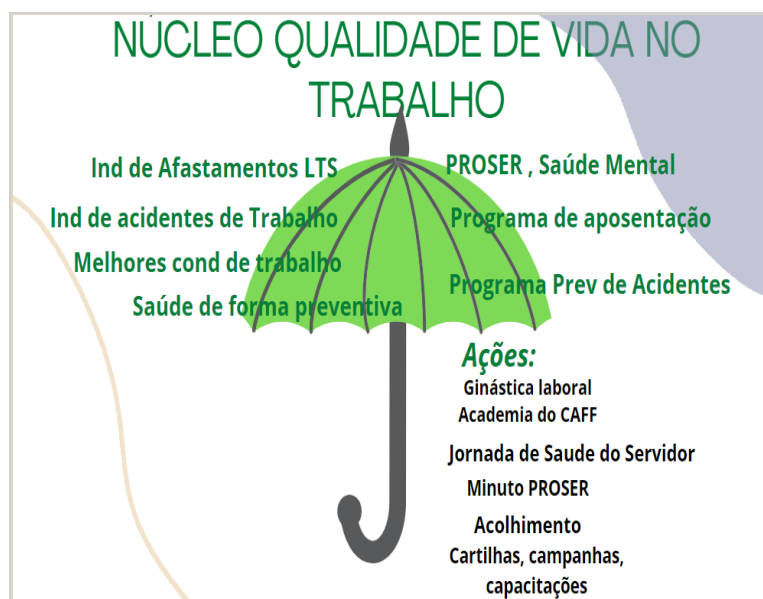 NÚCLEO QUALIDADE DE VIDA NO
TRABALHO
Ind de Afastamentos LTS
Ind de acidentes de Trabalho
Melhores cond de trabalho
Saúde de forma preventiva
PROSER , Saúde Mental
Programa de aposentação
Programa Prev de Acidentes
Ações:
Ginástica laboral
Academia do CAFF
Jornada de Saude do Servidor
Minuto PROSER
Acolhimento
Cartilhas, campanhas,
capacitações